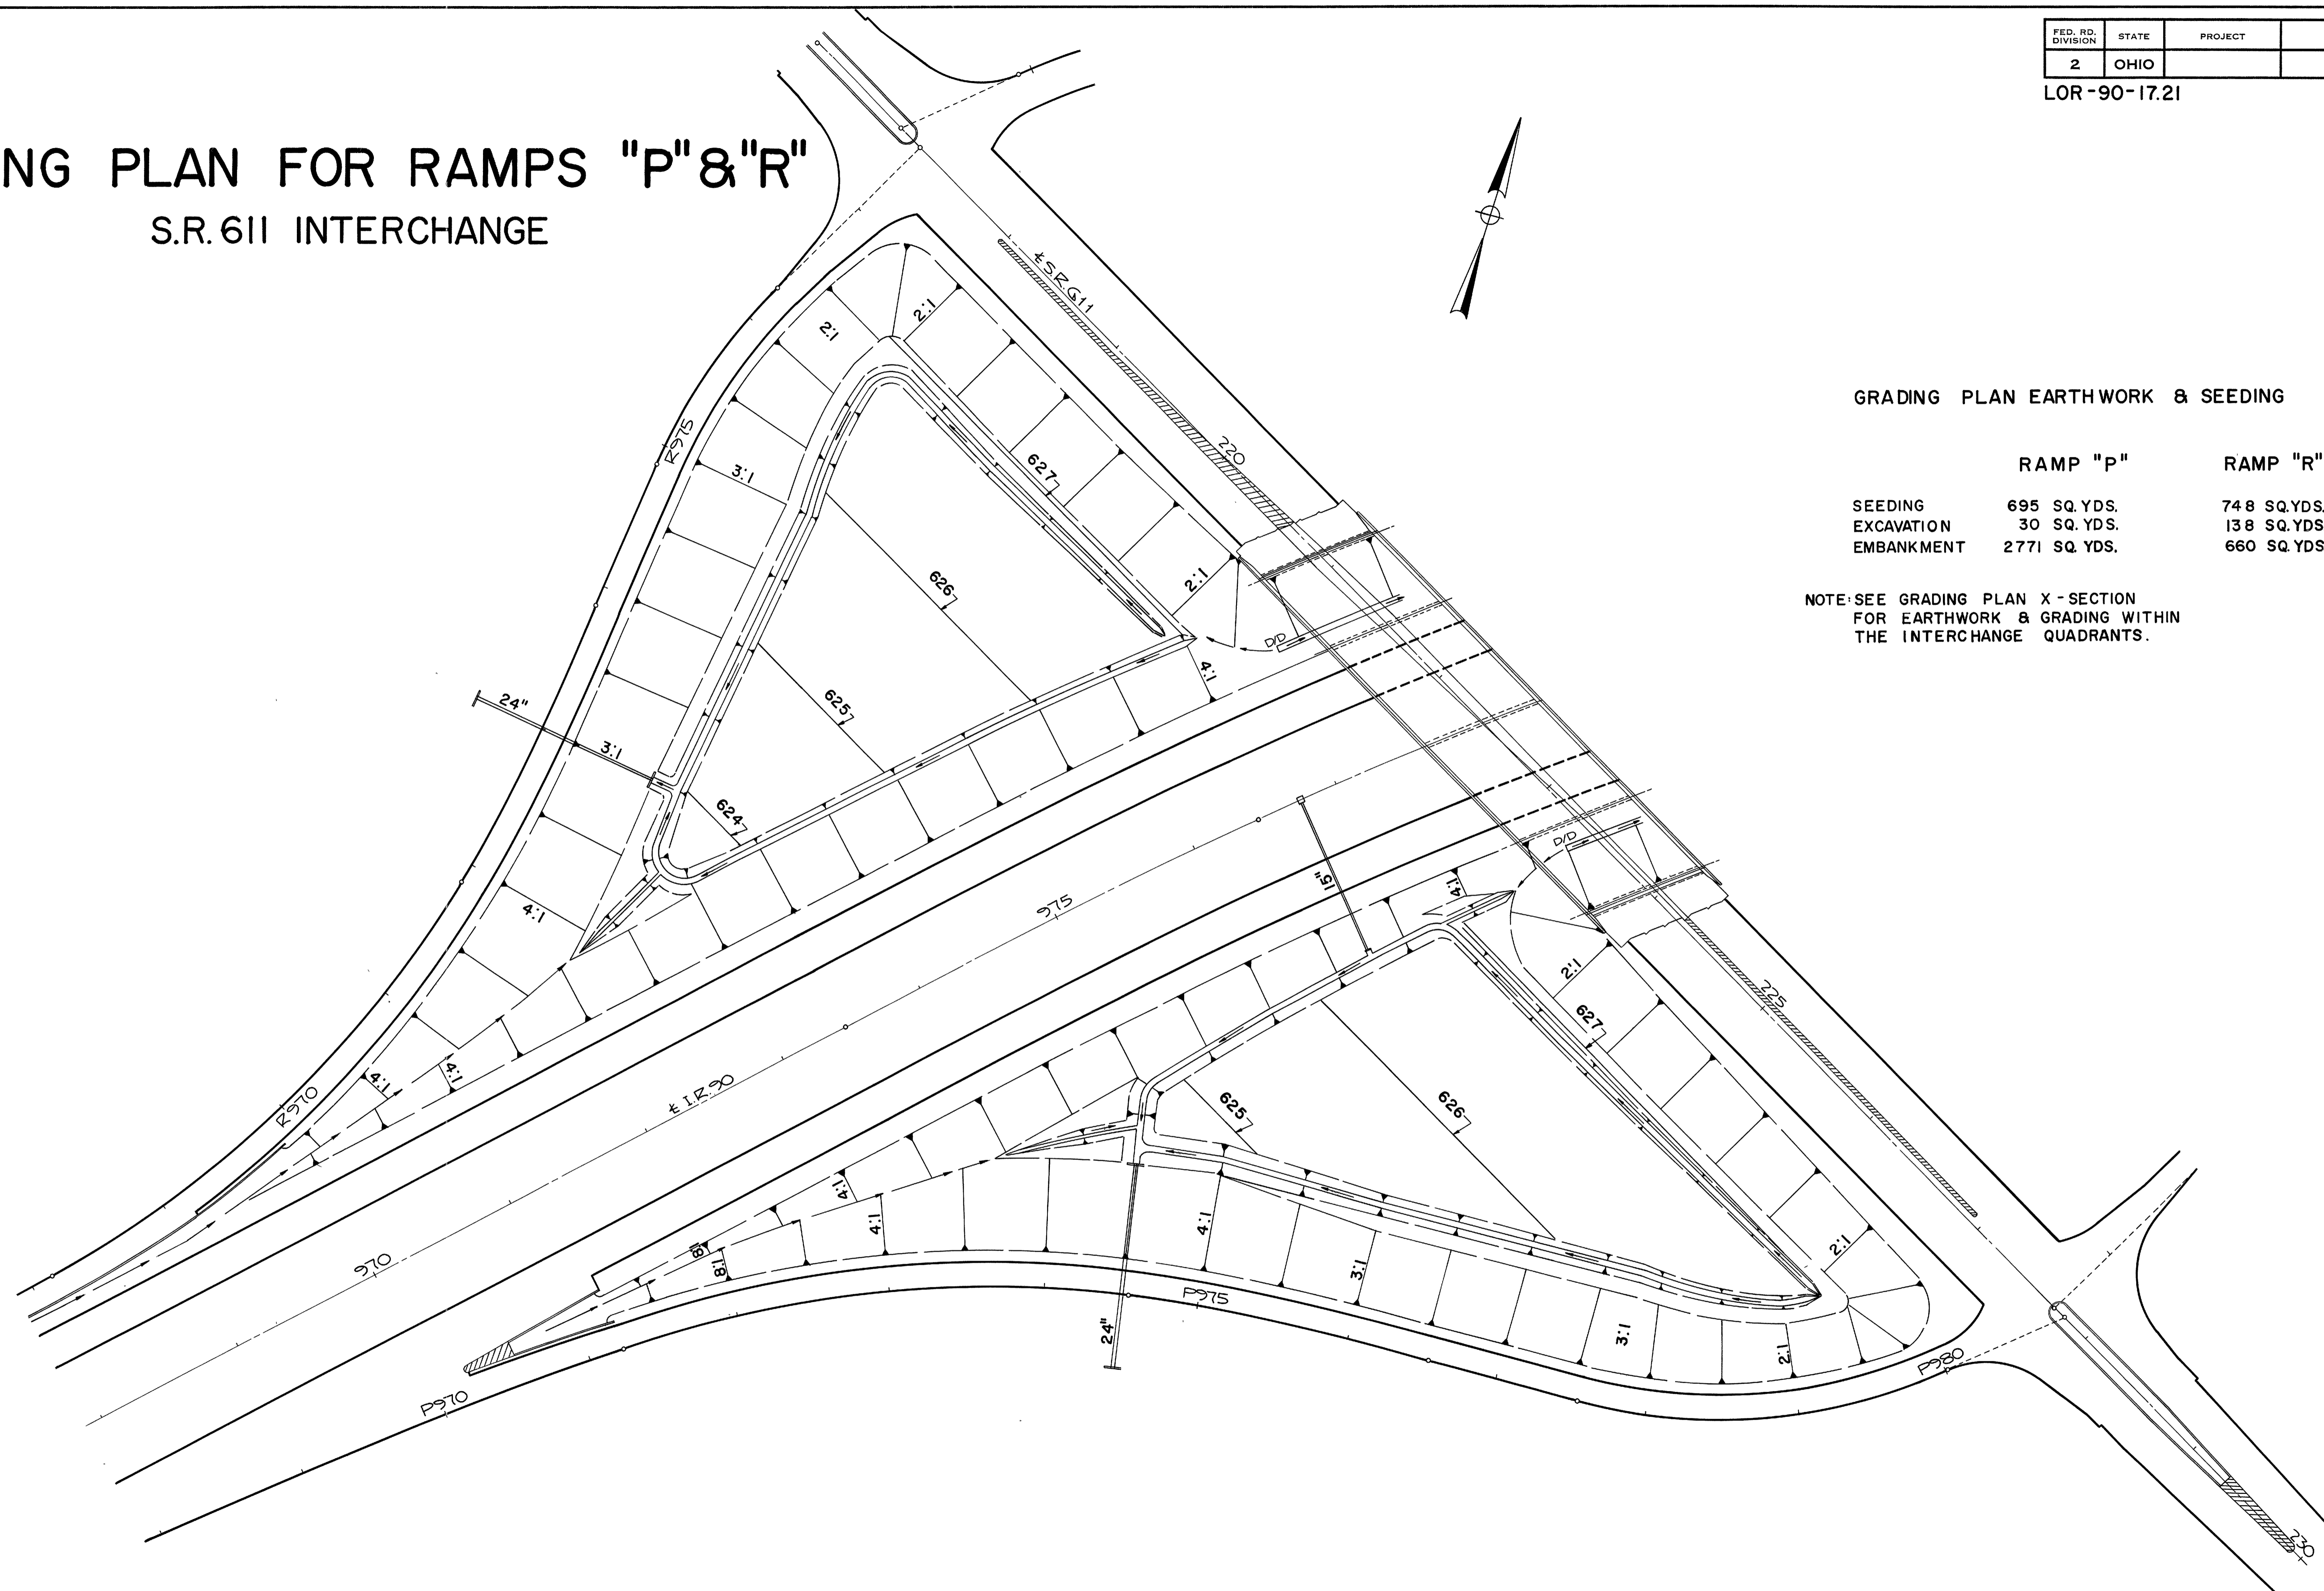 FED. RD. DIVISION STATE PROJECT
2 OHIO
LOR-90-17.21
NG PLAN FOR RAMPS "P"&"R"
S.R. 611 INTERCHANGE
GRADING PLAN EARTHWORK & SEEDING
RAMP "P" RAMP "R"
SEEDING 695 SQ. YDS. 748 SQ. YDS.
EXCAVATION 30 SQ. YDS. 138 SQ. YDS
EMBANKMENT 2771 SQ. YDS. 660 SQ. YDS
NOTE: SEE GRADING PLAN X-SECTION
FOR EARTHWORK & GRADING WITHIN
THE INTERCHANGE QUADRANTS.
℄ S.R. 611
2:1
2:1
R975
220
627
3:1
626
2:1
D/D
4:1
625
24"
3:1
624
D/D
15"
4:1
4:1
975
2:1
225
627
4:1
4:1
℄ I.R. 90
R970
625
626
4:1
4:1
4:1
2:1
8:1
8:1
970
3:1
P975
24"
3:1
2:1
P980
P970
230